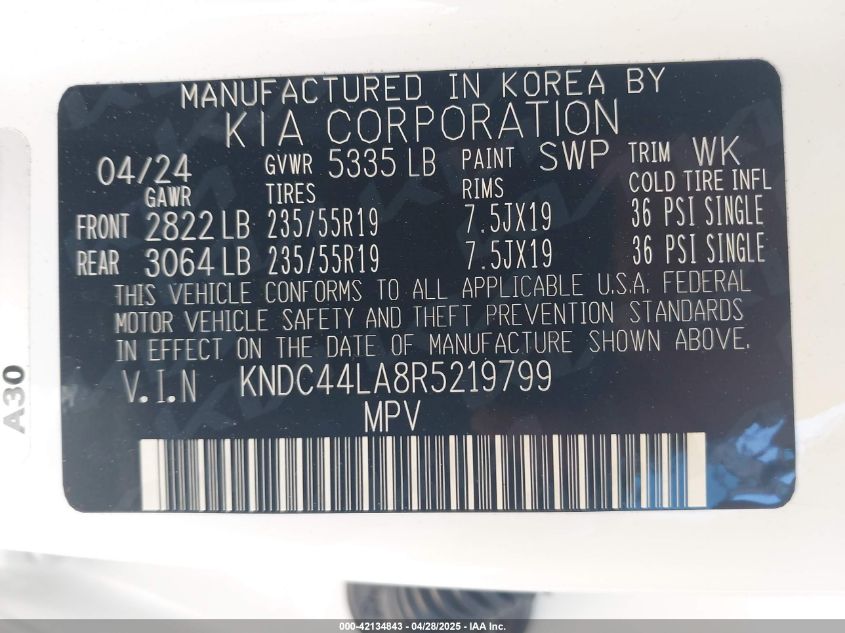 MANUFACTURED IN KOREA BY
KIA CORPORATION
04/24 GVWR 5335 LB PAINT SWP TRIM WK
GAWR TIRES RIMS COLD TIRE INFL
FRONT 2822 LB 235/55R19 7.5JX19 36 PSI SINGLE
REAR 3064 LB 235/55R19 7.5JX19 36 PSI SINGLE
THIS VEHICLE CONFORMS TO ALL APPLICABLE U.S.A. FEDERAL
MOTOR VEHICLE SAFETY AND THEFT PREVENTION STANDARDS
IN EFFECT ON THE DATE OF MANUFACTURE SHOWN ABOVE.
V.I.N KNDC44LA8R5219799
MPV
A30
000-42134843 04/28/2025 IAA Inc.